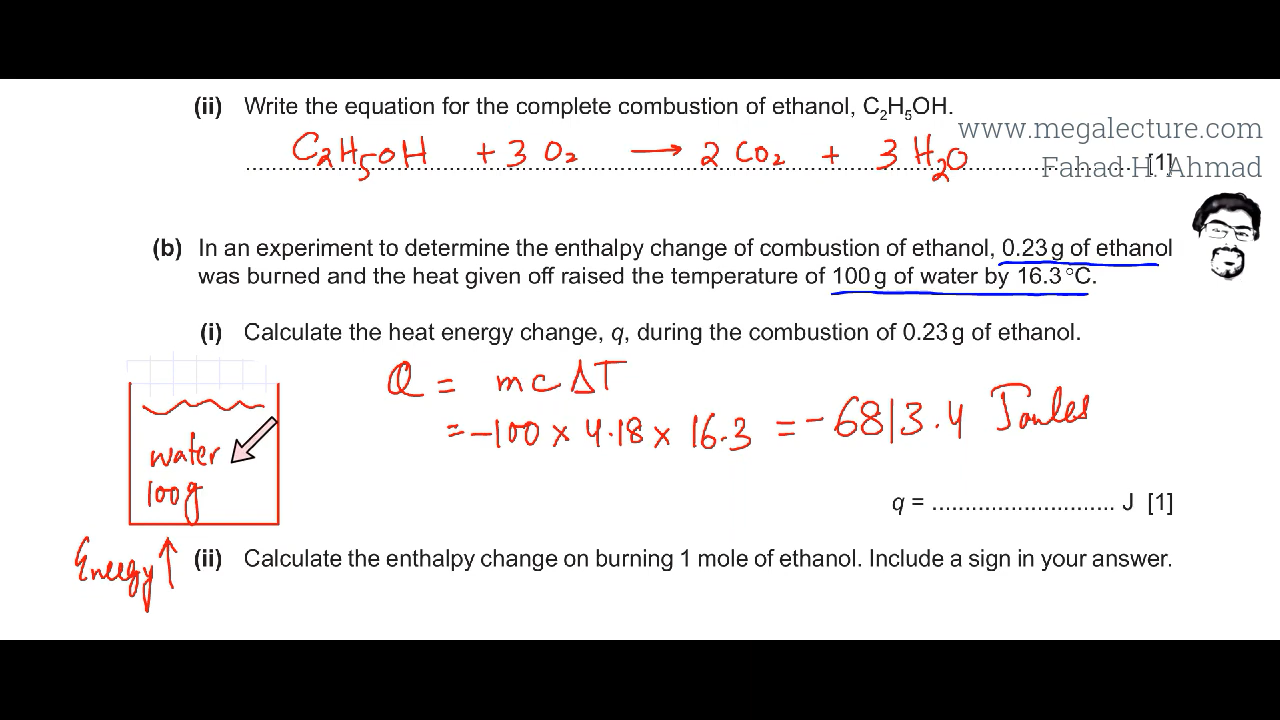 (ii) Write the equation for the complete combustion of ethanol, C₂H₅OH.
www.megalecture.com
C₂H₅OH + 3 O₂ → 2 CO₂ + 3 H₂O
[1]
Fahad H. Ahmad
(b) In an experiment to determine the enthalpy change of combustion of ethanol, 0.23 g of ethanol
was burned and the heat given off raised the temperature of 100 g of water by 16.3 °C.
(i) Calculate the heat energy change, q, during the combustion of 0.23 g of ethanol.
Q = mcΔT
= -100 × 4.18 × 16.3 = -6813.4 Joules
water
100g
q = ........................... J [1]
Energy ↑
(ii) Calculate the enthalpy change on burning 1 mole of ethanol. Include a sign in your answer.